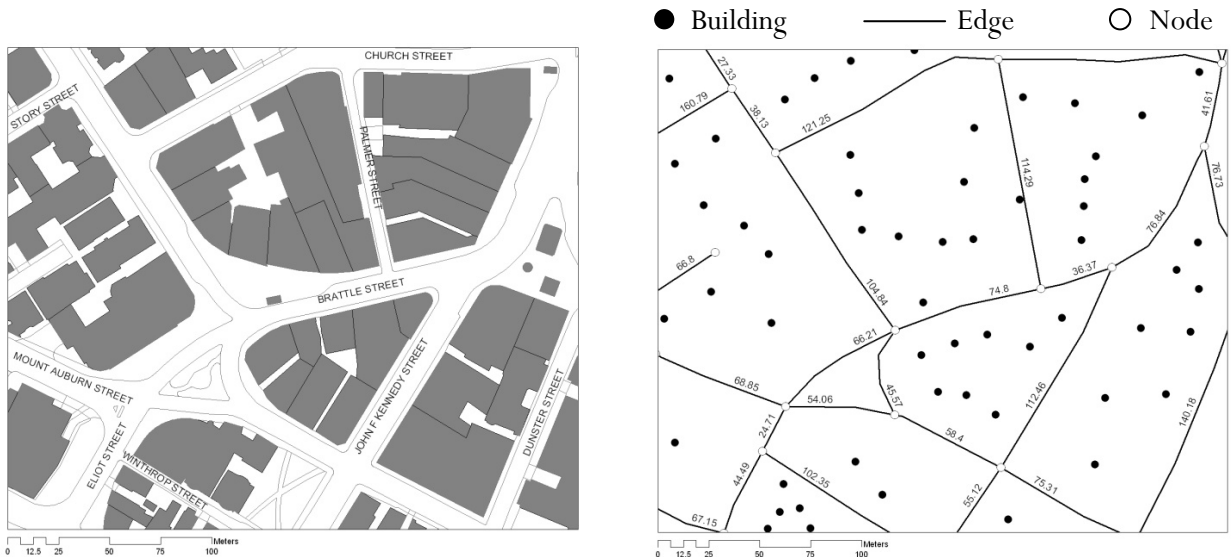 Building
Edge
Node
CHURCH STREET
STORY STREET
PALMER STREET
BRATTLE STREET
MOUNT AUBURN STREET
JOHN F KENNEDY STREET
DUNSTER STREET
ELIOT STREET
WINTHROP STREET
0 12.5 25 50 75 100 Meters
27.33
160.79
38.13
121.25
41.61
114.29
76.73
76.84
66.8
36.37
104.84
74.8
66.21
68.85
54.06
45.57
112.46
140.18
24.71
58.4
44.49
102.35
75.31
55.12
67.15
0 12.5 25 50 75 100 Meters